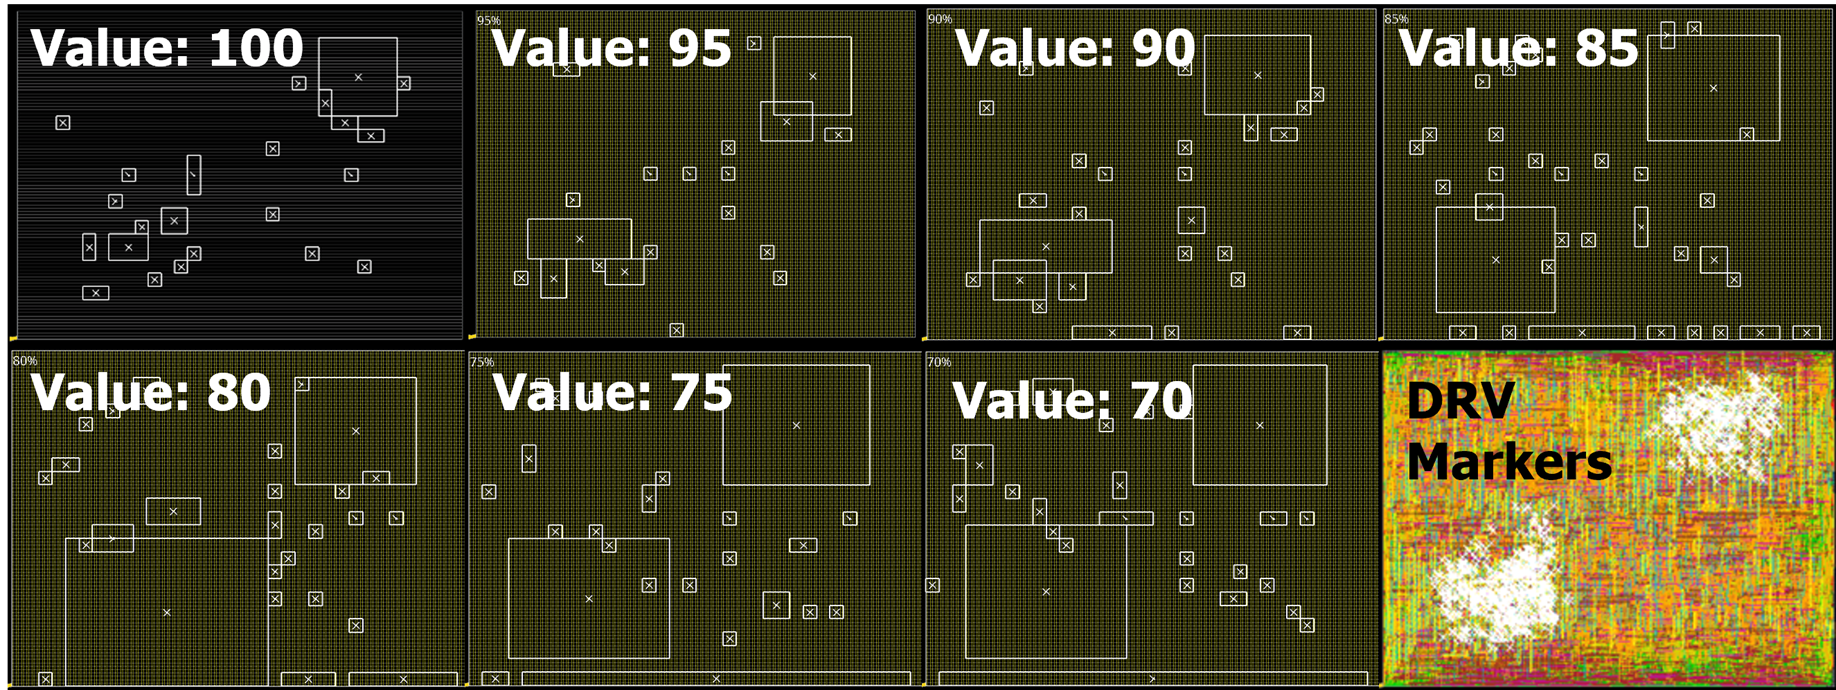 Value: 100
95%
Value: 95
90%
Value: 90
85%
Value: 85
80%
Value: 80
75%
Value: 75
70%
Value: 70
DRV
Markers